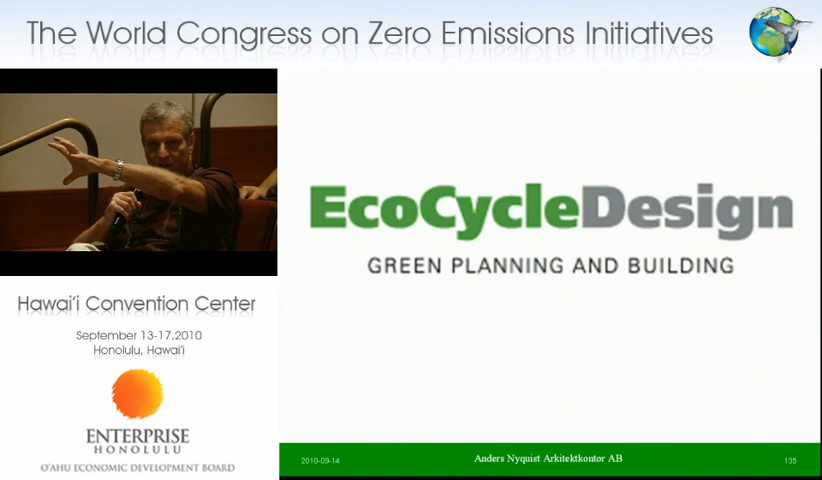 The World Congress on Zero Emissions Initiatives
EcoCycleDesign
GREEN PLANNING AND BUILDING
Hawai'i Convention Center
September 13-17,2010
Honolulu, Hawai'i
ENTERPRISE
HONOLULU
O'AHU ECONOMIC DEVELOPMENT BOARD
2010-09-14
Anders Nyquist Arkitektkontor AB
135